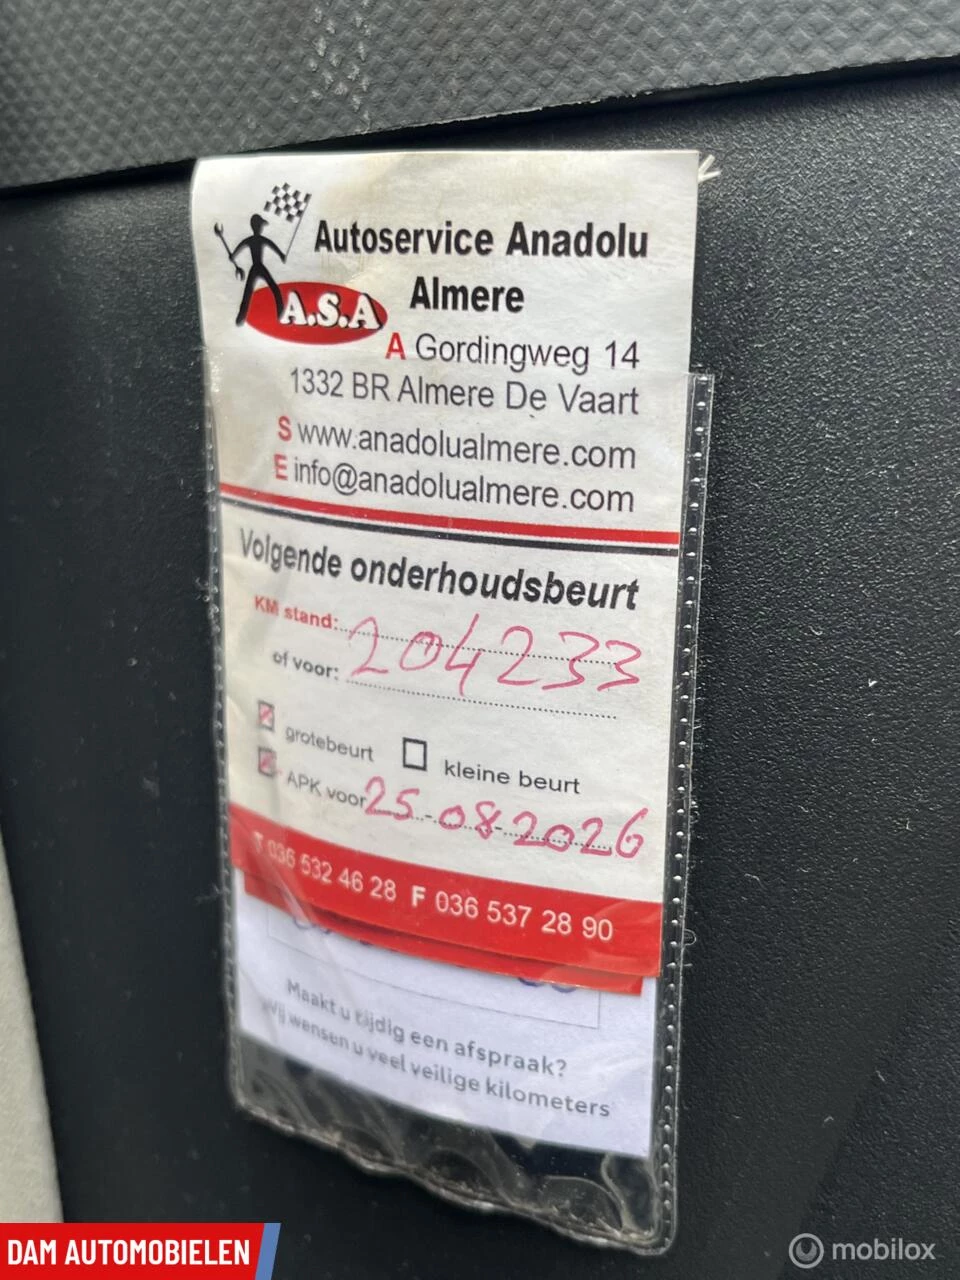 Autoservice Anadolu
Almere
A.S.A
A Gordingweg 14
1332 BR Almere De Vaart
S www.anadolualmere.com
E info@anadolualmere.com
Volgende onderhoudsbeurt
KM stand: 204233
of voor:
grotebeurt kleine beurt
APK voor 25-08-2026
T 036 532 46 28 F 036 537 28 90
Maakt u tijdig een afspraak?
Wij wensen u veel veilige kilometers
DAM AUTOMOBIELEN
mobilox